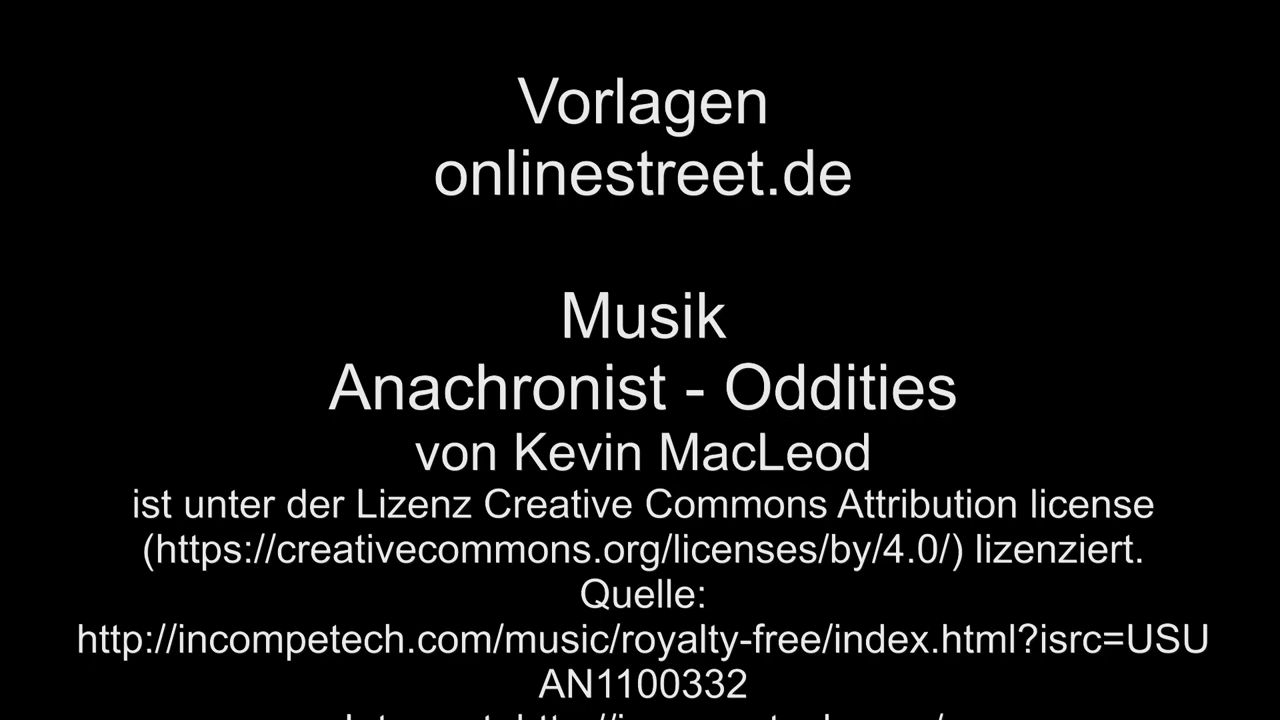 Vorlagen
onlinestreet.de
Musik
Anachronist - Oddities
von Kevin MacLeod
ist unter der Lizenz Creative Commons Attribution license
(https://creativecommons.org/licenses/by/4.0/) lizenziert.
Quelle:
http://incompetech.com/music/royalty-free/index.html?isrc=USU
AN1100332